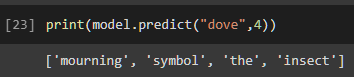 [23] print(model.predict("dove",4))
['mourning', 'symbol', 'the', 'insect']